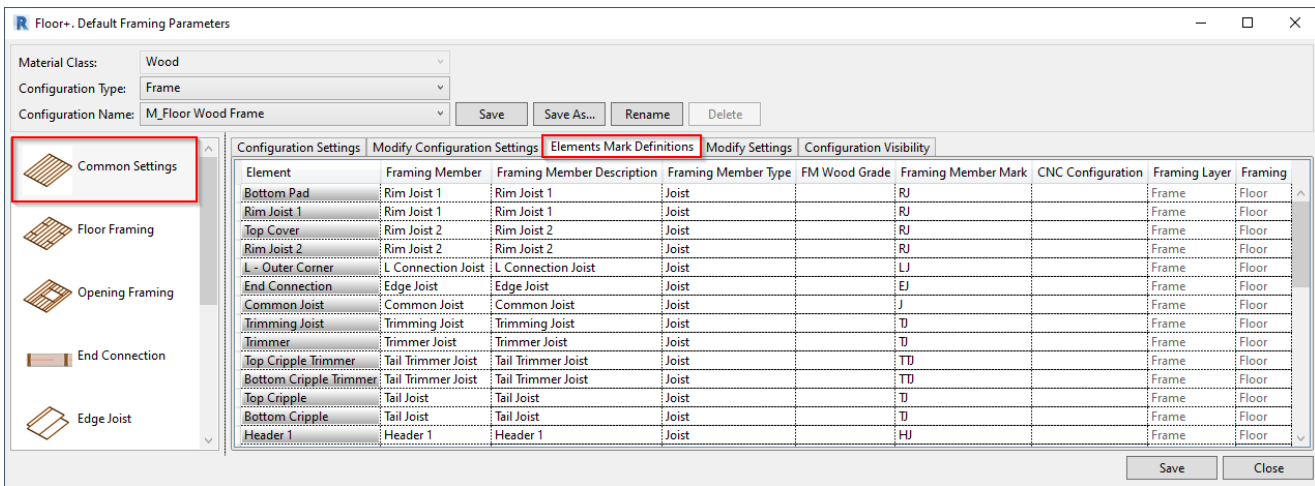 Floor+. Default Framing Parameters
Material Class: Wood
Configuration Type: Frame
Configuration Name: M_Floor Wood Frame Save Save As... Rename Delete
Common Settings
Floor Framing
Opening Framing
End Connection
Edge Joist
Configuration Settings Modify Configuration Settings Elements Mark Definitions Modify Settings Configuration Visibility
Element Framing Member Framing Member Description Framing Member Type FM Wood Grade Framing Member Mark CNC Configuration Framing Layer Framing
Bottom Pad Rim Joist 1 Rim Joist 1 Joist RJ Frame Floor
Rim Joist 1 Rim Joist 1 Rim Joist 1 Joist RJ Frame Floor
Top Cover Rim Joist 2 Rim Joist 2 Joist RJ Frame Floor
Rim Joist 2 Rim Joist 2 Rim Joist 2 Joist RJ Frame Floor
L - Outer Corner L Connection Joist L Connection Joist Joist LJ Frame Floor
End Connection Edge Joist Edge Joist Joist EJ Frame Floor
Common Joist Common Joist Common Joist Joist J Frame Floor
Trimming Joist Trimming Joist Trimming Joist Joist TJ Frame Floor
Trimmer Trimmer Joist Trimmer Joist Joist TJ Frame Floor
Top Cripple Trimmer Tail Trimmer Joist Tail Trimmer Joist Joist TTJ Frame Floor
Bottom Cripple Trimmer Tail Trimmer Joist Tail Trimmer Joist Joist TTJ Frame Floor
Top Cripple Tail Joist Tail Joist Joist TJ Frame Floor
Bottom Cripple Tail Joist Tail Joist Joist TJ Frame Floor
Header 1 Header 1 Header 1 Joist HJ Frame Floor
Save Close